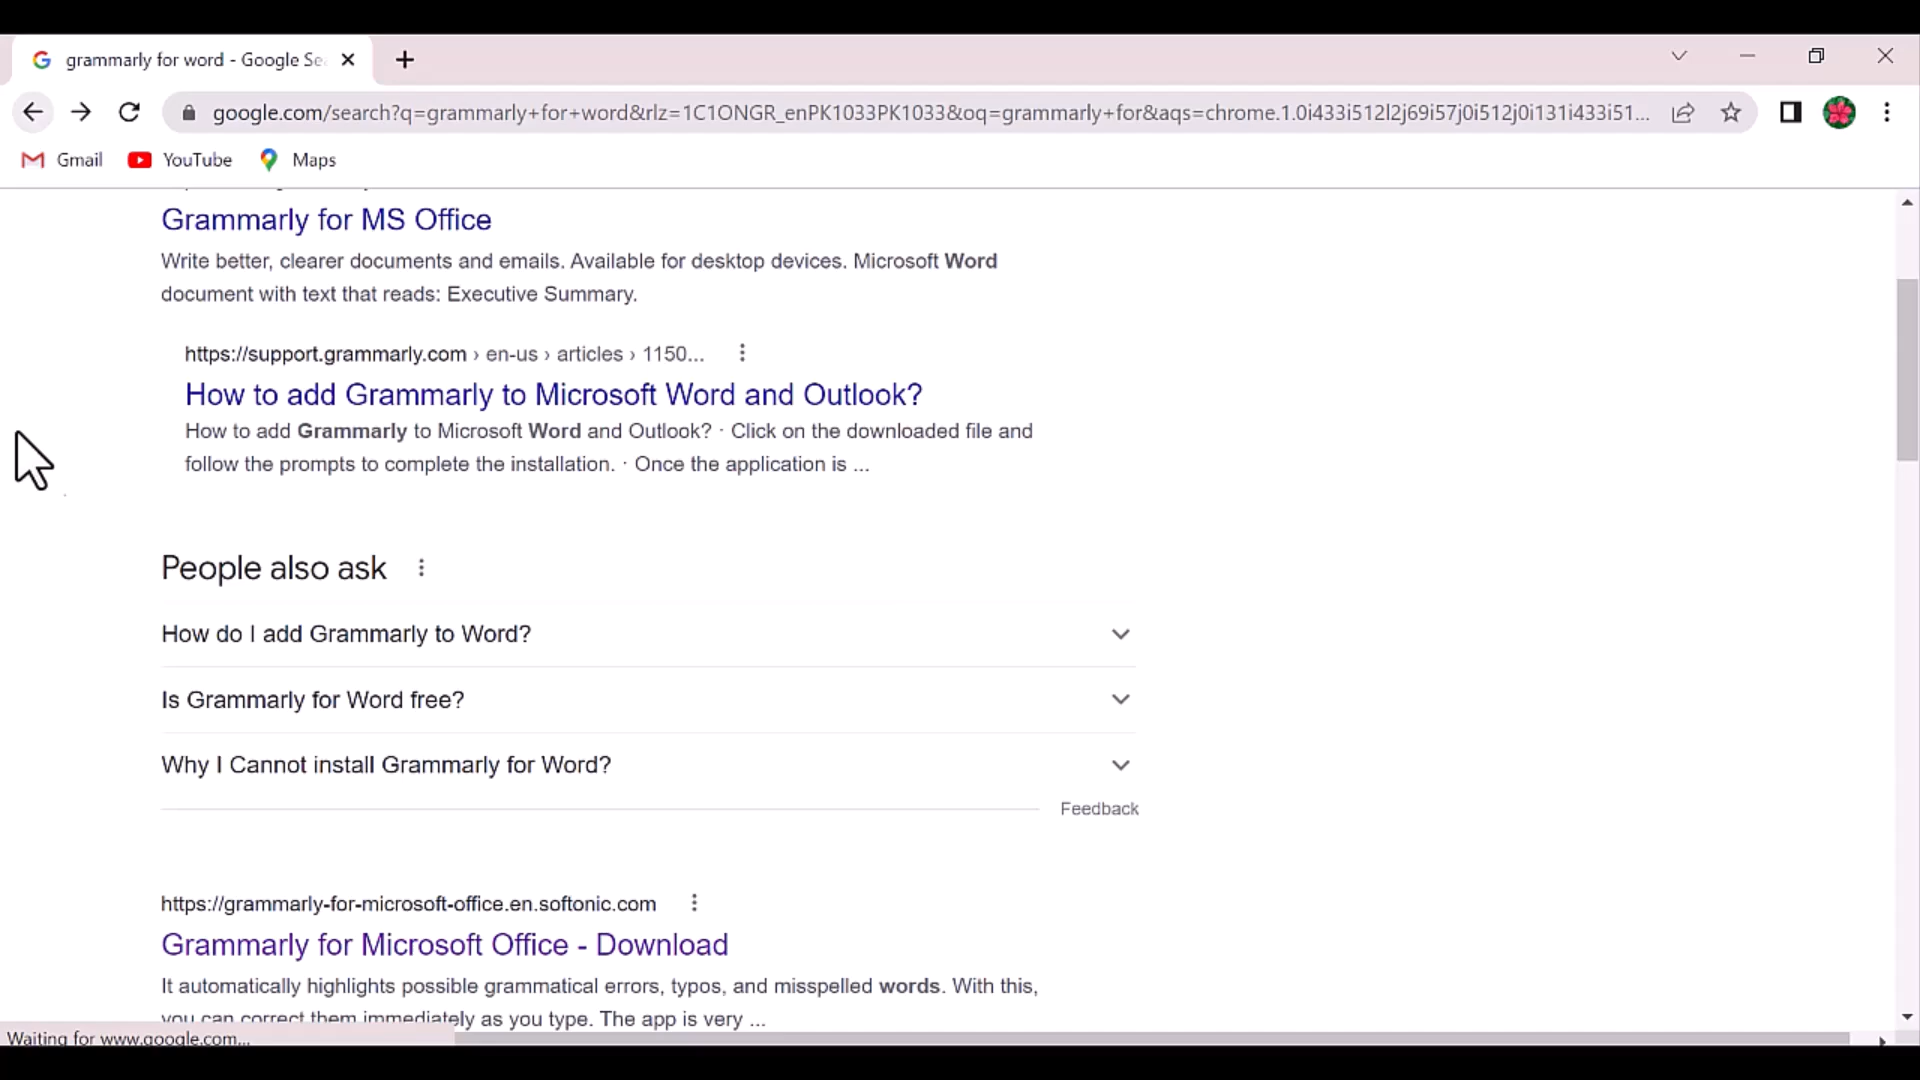 grammarly for word - Google Se
google.com/search?q=grammarly+for+word&rlz=1C1ONGR_enPK1033PK1033&oq=grammarly+for&aqs=chrome.1.0i433i512l2j69i57j0i512j0i131i433i51...
Gmail YouTube Maps
Grammarly for MS Office
Write better, clearer documents and emails. Available for desktop devices. Microsoft Word
document with text that reads: Executive Summary.
https://support.grammarly.com › en-us › articles › 1150...
How to add Grammarly to Microsoft Word and Outlook?
How to add Grammarly to Microsoft Word and Outlook? · Click on the downloaded file and
follow the prompts to complete the installation. · Once the application is ...
People also ask
How do I add Grammarly to Word?
Is Grammarly for Word free?
Why I Cannot install Grammarly for Word?
Feedback
https://grammarly-for-microsoft-office.en.softonic.com
Grammarly for Microsoft Office - Download
It automatically highlights possible grammatical errors, typos, and misspelled words. With this,
you can correct them immediately as you type. The app is very ...
Waiting for www.google.com...